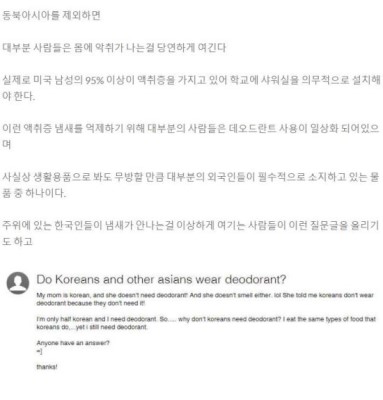 동북아시아를 제외하면
대부분 사람들은 몸에 악취가 나는걸 당연하게 여긴다
실제로 미국 남성의 95% 이상이 액취증을 가지고 있어 학교에 샤워실을 의무적으로 설치해
야 한다.
이런 액취증 냄새를 억제하기 위해 대부분의 사람들은 데오드란트 사용이 일상화 되어있으
며
사실상 생활용품으로 봐도 무방할 만큼 대부분의 외국인들이 필수적으로 소지하고 있는 물
품 중 하나이다.
주위에 있는 한국인들이 냄새가 안나는걸 이상하게 여기는 사람들이 이런 질문글을 올리기
도 하고
Do Koreans and other asians wear deodorant?
My mom is korean, and she doesn't need deodorant! And she doesn't smell either. lol She told me koreans don't wear
deodorant because they don't need it!
I'm only half korean and I need deodorant. So..... why don't koreans need deodorant? I eat the same types of food that
koreans do,...yet i still need deodorant.
Anyone have an answer?
=]
thanks!